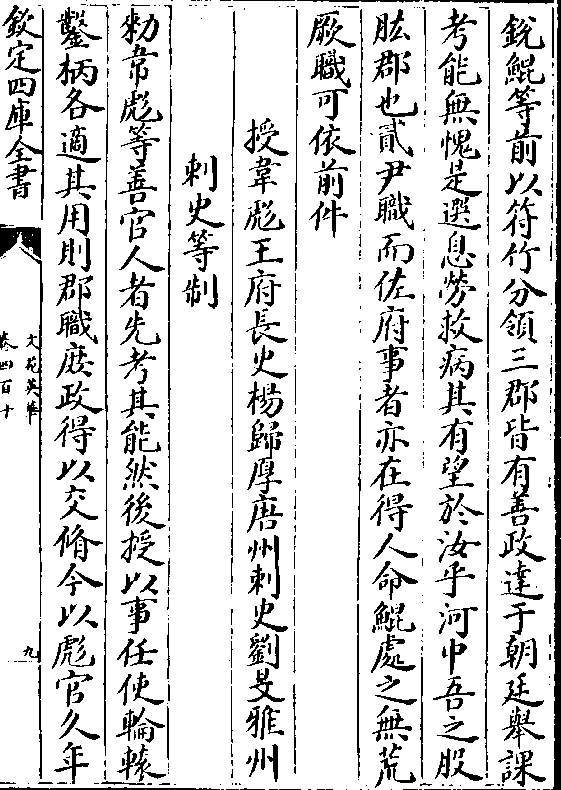 銳鯤等前以符竹分領三郡皆有善政達于朝廷舉課
考能無愧是選息勞救病其有望於汝乎河中吾之股
肱郡也貳尹職而佐府事者亦在得人命鯤處之無荒
厥職可依前件
授韋彪王府長史楊歸厚唐州刺史劉旻雅州
刺史等制
勅韋彪等善官人者先考其能然後授以事任使輪轅
鑿枘各適其用則郡職庶政得以交脩今以彪官久年
欽定四庫全書
文苑英華
卷四百十
九